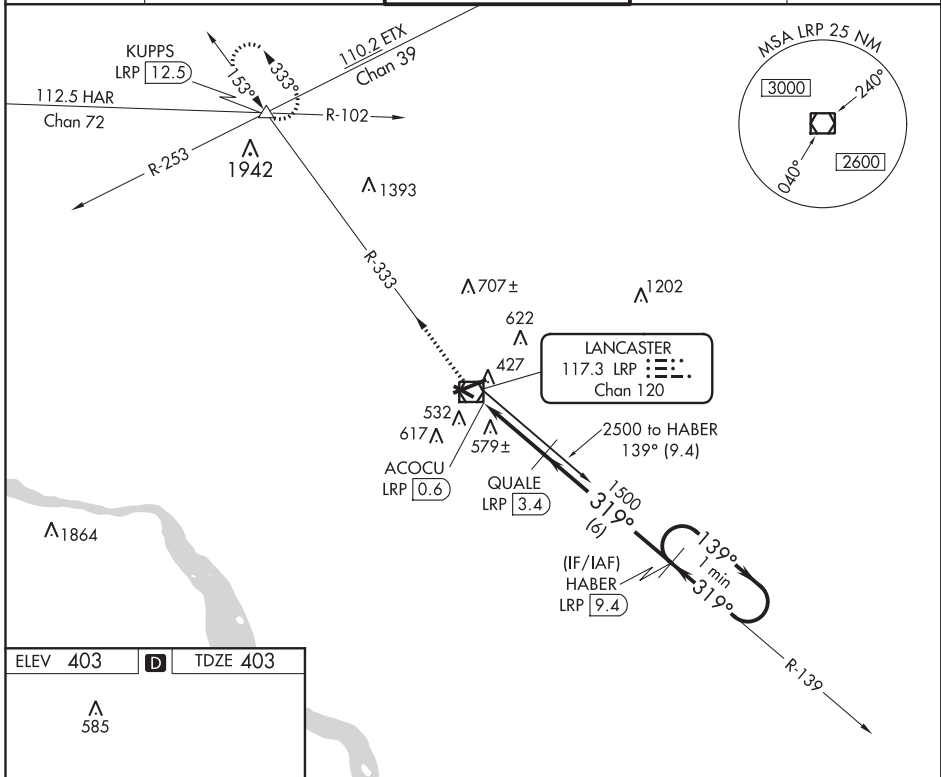 KUPPS
LRP 12.5
153°
333°
110.2 ETX
Chan 39
112.5 HAR
Chan 72
R-102
R-253
1942
1393
MSA LRP 25 NM
3000
240°
040°
2600
R-333
707±
1202
622
427
LANCASTER
117.3 LRP
Chan 120
532
617
579±
2500 to HABER
139° (9.4)
ACOCU
LRP 0.6
QUALE
LRP 3.4
1500
319°
(6)
1864
(IF/IAF)
HABER
LRP 9.4
139°
1 min
319°
R-139
ELEV 403 D TDZE 403
585